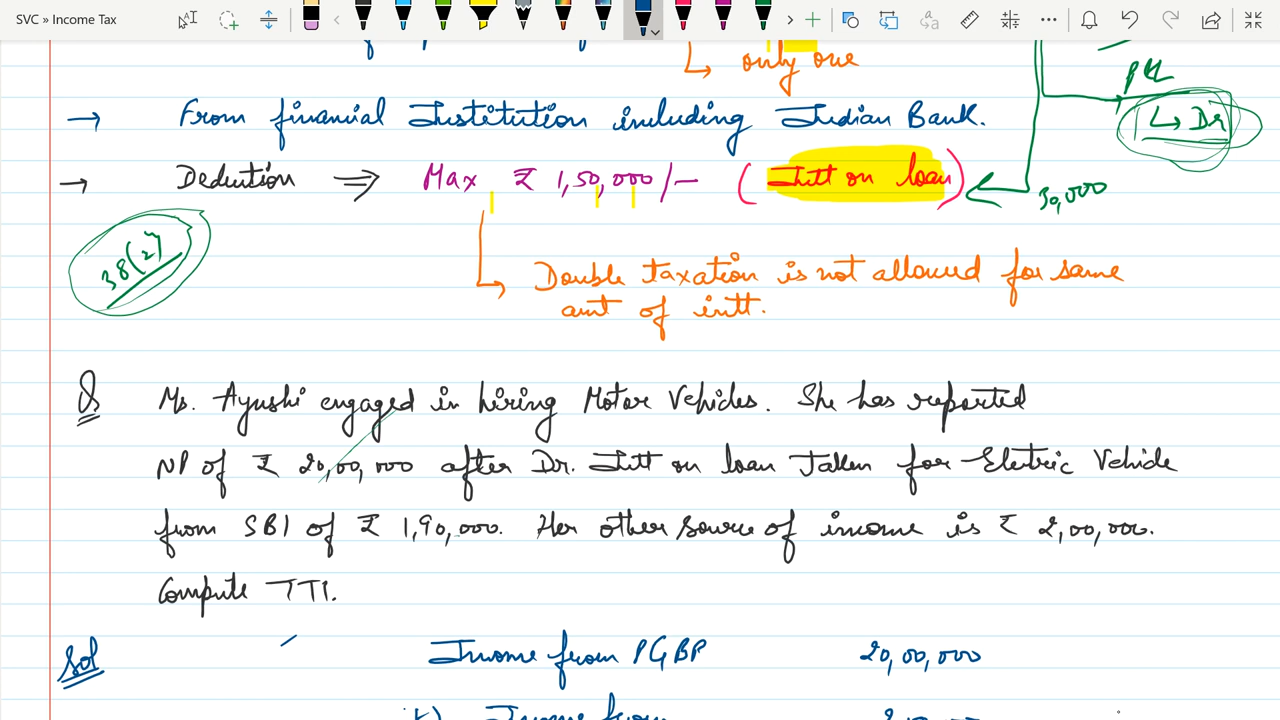 SVC » Income Tax
only one
PH
→ From financial Institution including Indian Bank.
↳ Dr
→ Deduction ⇒ Max ₹ 1,50,000/- (Intt on loan)
30,000
38(2)
Double taxation is not allowed for same
amt of intt.
Q Ms. Ayushi engaged in hiring Motor Vehicles. She has reported
NP of ₹ 20,00,000 after Dr. Intt on loan Taken for Electric Vehicle
from SBI of ₹ 1,90,000. Her other source of income is ₹ 2,00,000.
Compute TTI.
Sol Income from PGBP 20,00,000
Income from